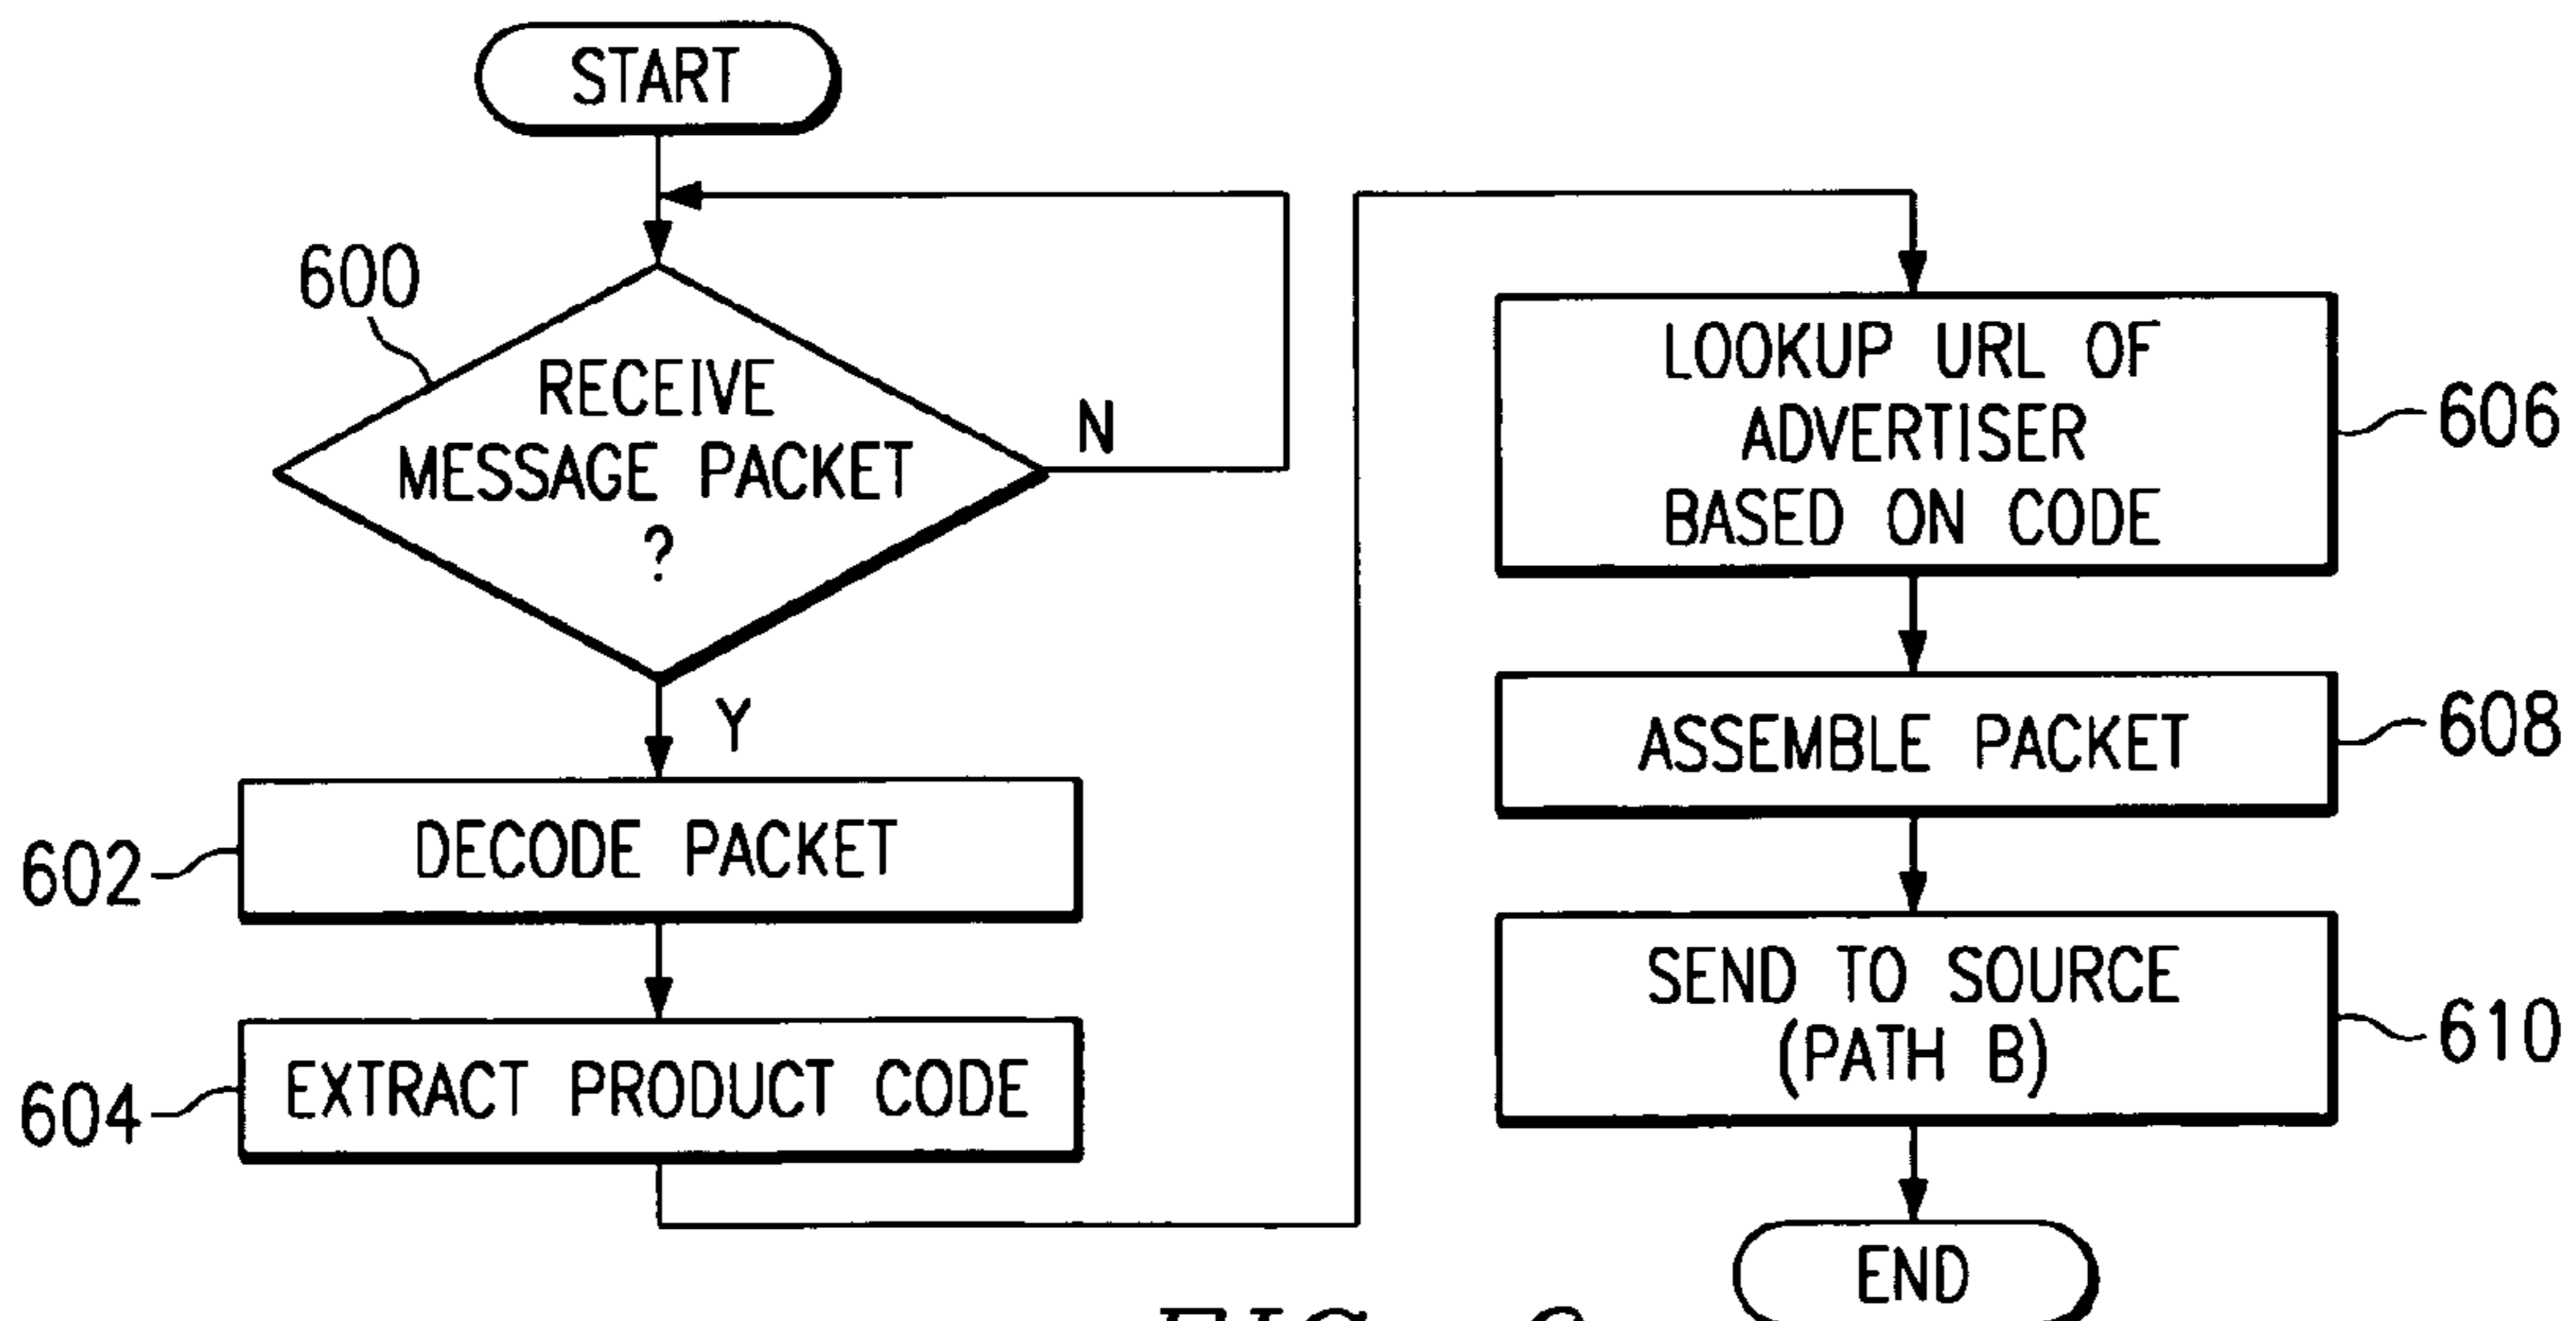 START
600
RECEIVE
MESSAGE PACKET
?
N
Y
602
DECODE PACKET
604
EXTRACT PRODUCT CODE
LOOKUP URL OF
ADVERTISER
BASED ON CODE
606
ASSEMBLE PACKET
608
SEND TO SOURCE
(PATH B)
610
END